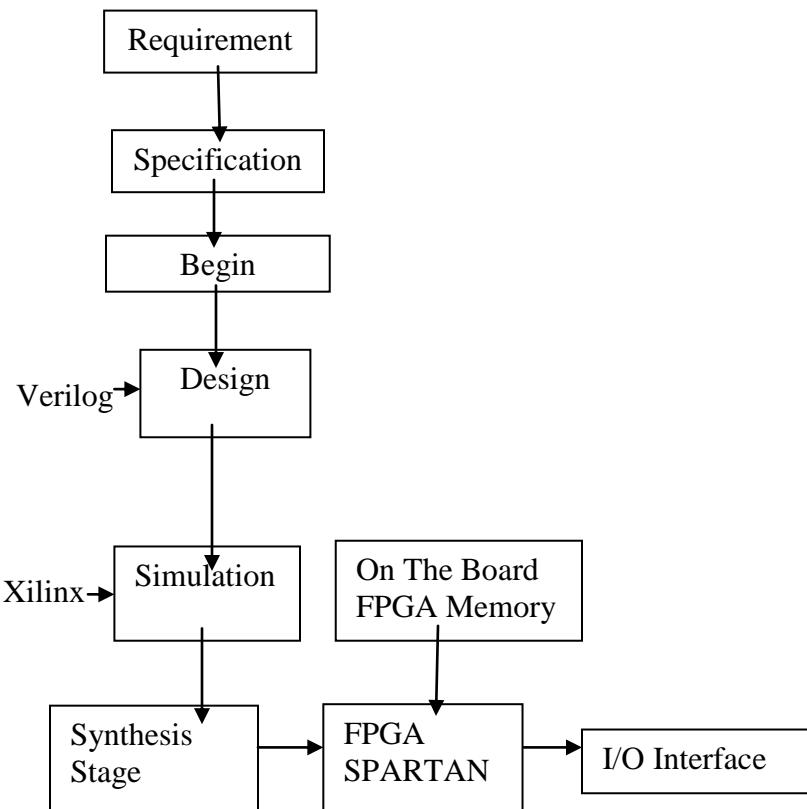 Requirement
Specification
Begin
Design
Verilog
Simulation
Xilinx
On The Board
FPGA Memory
Synthesis
Stage
FPGA
SPARTAN
I/O Interface